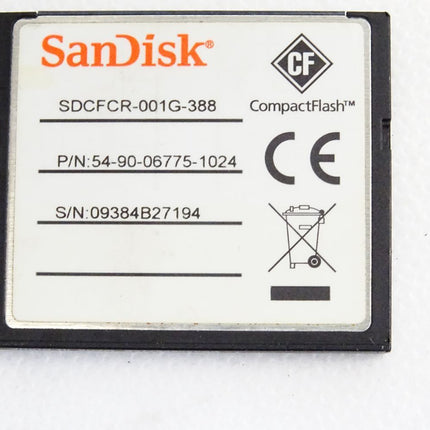 SanDisk®
CF
CompactFlash™
SDCFCR-001G-388
P/N:54-90-06775-1024
CE
S/N:09384B27194